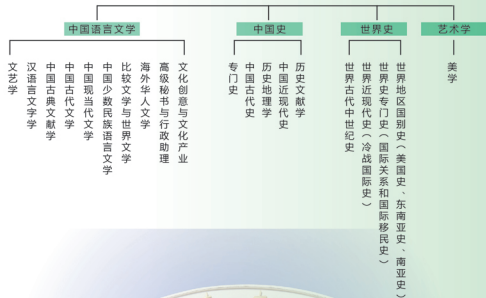 中国语言文学
中国史
世界史
艺术学
文艺学
汉语言文字学
中国古典文献学
中国古代文学
中国现当代文学
中国少数民族语言文学
比较文学与世界文学
海外华人文学
高级秘书与行政助理
文化创意与文化产业
专门史
中国古代史
历史地理学
中国近现代史
历史文献学
世界古代中世纪史
世界近现代史（冷战国际史）
世界史专门史（国际关系和国际移民史）
世界地区国别史（美国史、东南亚史、南亚史）
美学